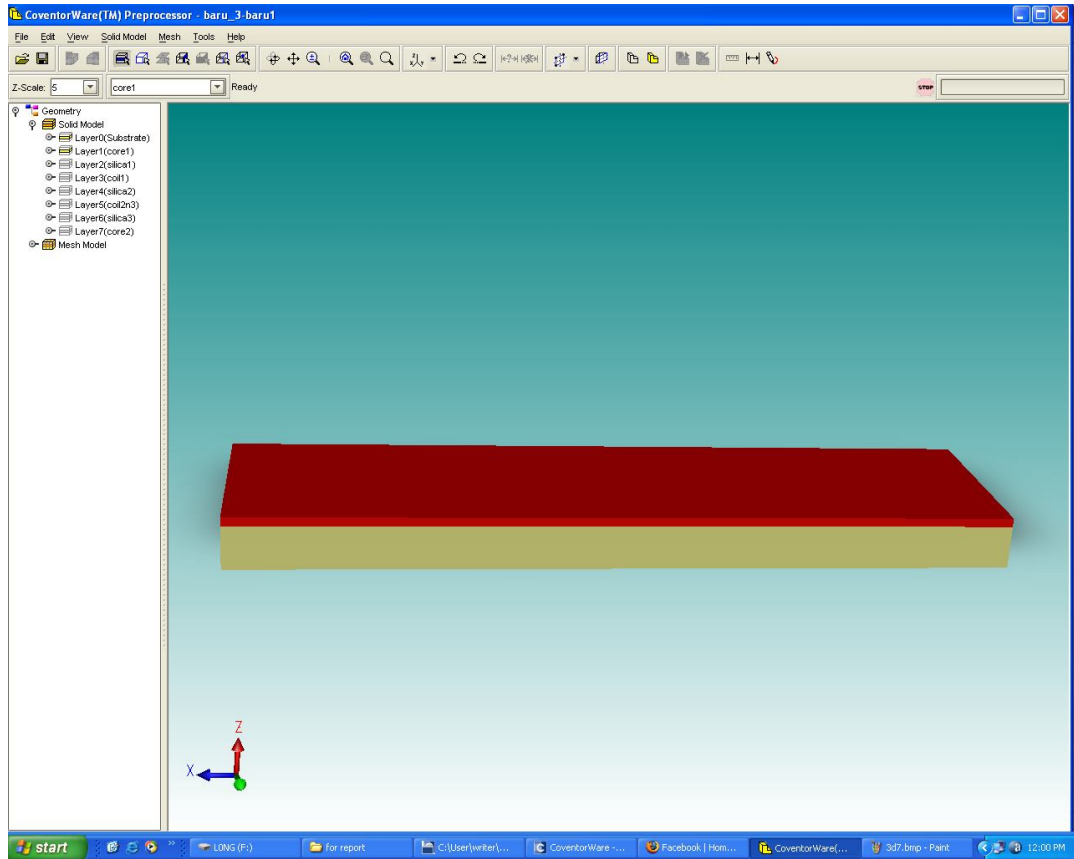 CoventorWare(TM) Preprocessor - baru_3-baru1
File Edit View Solid Model Mesh Tools Help
Z-Scale: 5 core1 Ready STOP
Geometry
Solid Model
Layer0(Substrate)
Layer1(core1)
Layer2(silica1)
Layer3(coil1)
Layer4(silica2)
Layer5(coil2n3)
Layer6(silica3)
Layer7(core2)
Mesh Model
Z
X
start LONG (F:) for report C:\User\writer\... CoventorWare -... Facebook | Hom... CoventorWare(... 3d7.bmp - Paint 12:00 PM